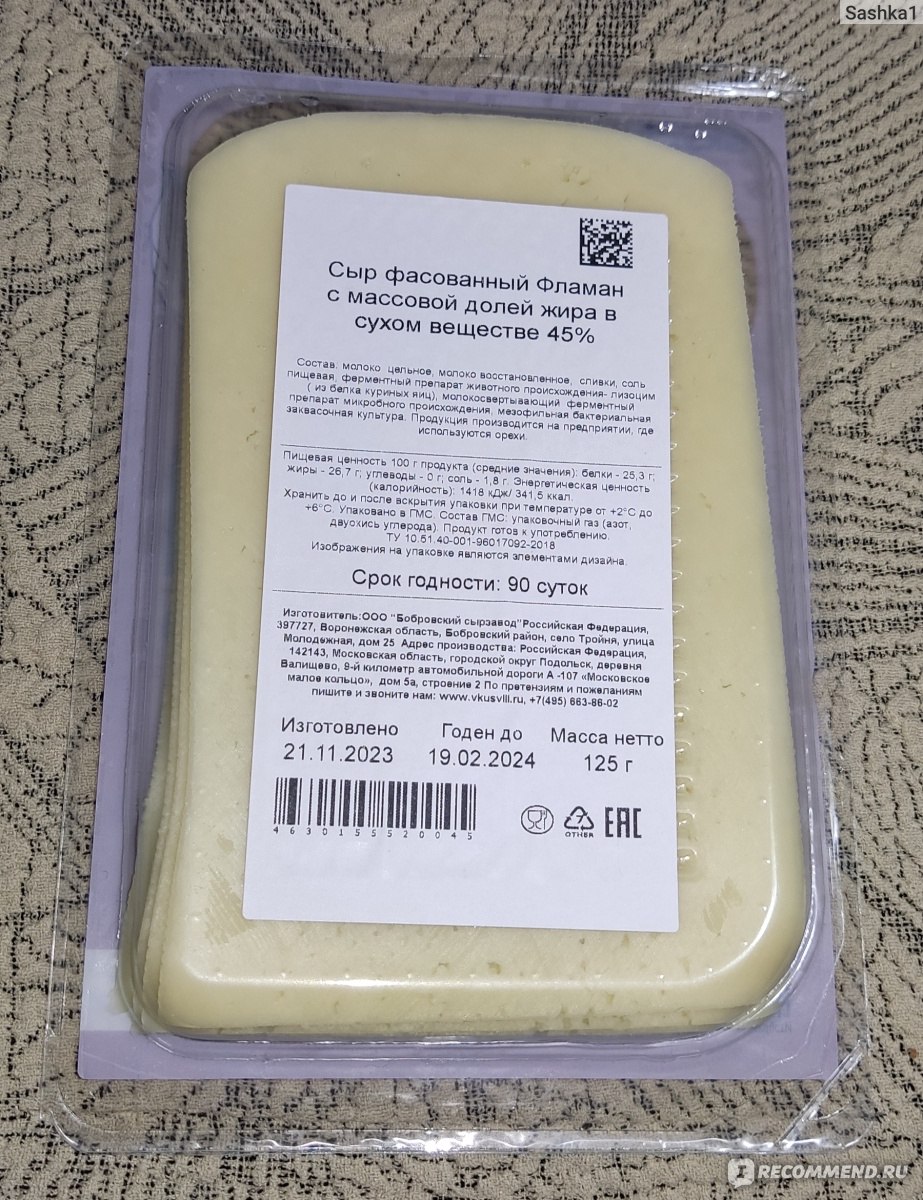 Sashka1
Сыр фасованный Фламан
с массовой долей жира в
сухом веществе 45%
Состав: молоко цельное, молоко восстановленное, сливки, соль
пищевая, ферментный препарат животного происхождения- лизоцим
( из белка куриных яиц), молокосвертывающий ферментный
препарат микробного происхождения, мезофильная бактериальная
заквасочная культура. Продукция производится на предприятии, где
используются орехи.
Пищевая ценность 100 г продукта (средние значения): белки - 25,3 г;
жиры - 26,7 г; углеводы - 0 г; соль - 1,8 г. Энергетическая ценность
(калорийность): 1418 кДж/ 341,5 ккал.
Хранить до и после вскрытия упаковки при температуре от +2°С до
+6°С. Упаковано в ГМС. Состав ГМС: упаковочный газ (азот,
двуокись углерода). Продукт готов к употреблению.
ТУ 10.51.40-001-96017092-2018
Изображения на упаковке являются элементами дизайна.
Срок годности: 90 суток
Изготовитель:ООО "Бобровский сырзавод"Российская Федерация,
397727, Воронежская область, Бобровский район, село Тройня, улица
Молодежная, дом 25 Адрес производства: Российская Федерация,
142143, Московская область, городской округ Подольск, деревня
Валищево, 9-й километр автомобильной дороги А -107 «Московское
малое кольцо», дом 5а, строение 2 По претензиям и пожеланиям
пишите и звоните нам: www.vkusvill.ru, +7(495) 663-86-02
Изготовлено Годен до Масса нетто
21.11.2023 19.02.2024 125 г
4630155520045
7
OTHER
EAC
RECOMMEND.RU